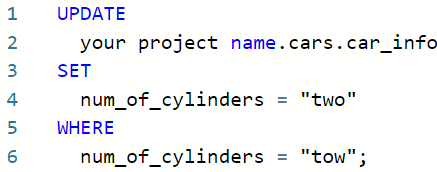 1 UPDATE
2 your project name.cars.car_info
3 SET
4 num_of_cylinders = "two"
5 WHERE
6 num_of_cylinders = "tow";